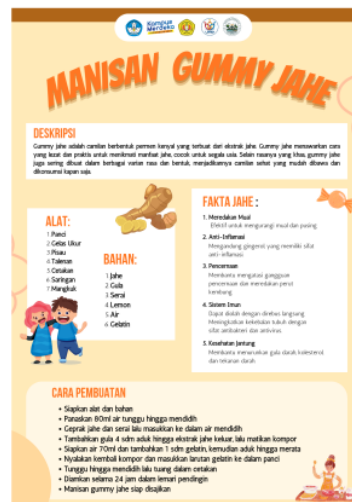 Kampus
Merdeka
MANISAN GUMMY JAHE
DESKRIPSI
Gummy jahe adalah camilan berbentuk permen kenyal yang terbuat dari ekstrak jahe. Gummy jahe menawarkan cara
yang lezat dan praktis untuk menikmati manfaat jahe, cocok untuk segala usia. Selain rasanya yang khas, gummy jahe
juga sering dibuat dalam berbagai varian rasa dan bentuk, menjadikannya camilan sehat yang mudah dibawa dan
dikonsumsi kapan saja.
ALAT:
1 Panci
2 Gelas Ukur
3 Pisau
4 Talenan
5 Cetakan
6 Saringan
7 Mangkuk
BAHAN:
1 Jahe
2 Gula
3 Serai
4 Lemon
5 Air
6 Gelatin
FAKTA JAHE :
1. Meredakan Mual
Efektif untuk mengurangi mual dan pusing
2. Anti-Inflamasi
Mengandung gingerol yang memiliki sifat
anti-inflamasi
3. Pencernaan
Membantu mengatasi gangguan
pencernaan dan meredakan perut
kembung
4. Sistem Imun
Dapat diolah dengan direbus langsung
Meningkatkan kekebalan tubuh dengan
sifat antibakteri dan antivirus
5. Kesehatan Jantung
Membantu menurunkan gula darah, kolesterol
dan tekanan darah
CARA PEMBUATAN
• Siapkan alat dan bahan
• Panaskan 80ml air tunggu hingga mendidih
• Geprak jahe dan serai lalu masukkan ke dalam air mendidih
• Tambahkan gula 4 sdm aduk hingga ekstrak jahe keluar, lalu matikan kompor
• Siapkan air 70ml dan tambahkan 1 sdm gelatin, kemudian aduk hingga merata
• Nyalakan kembali kompor dan masukkan larutan gelatin ke dalam panci
• Tunggu hingga mendidih lalu tuang dalam cetakan
• Diamkan selama 24 jam dalam lemari pendingin
• Manisan gummy jahe siap disajikan